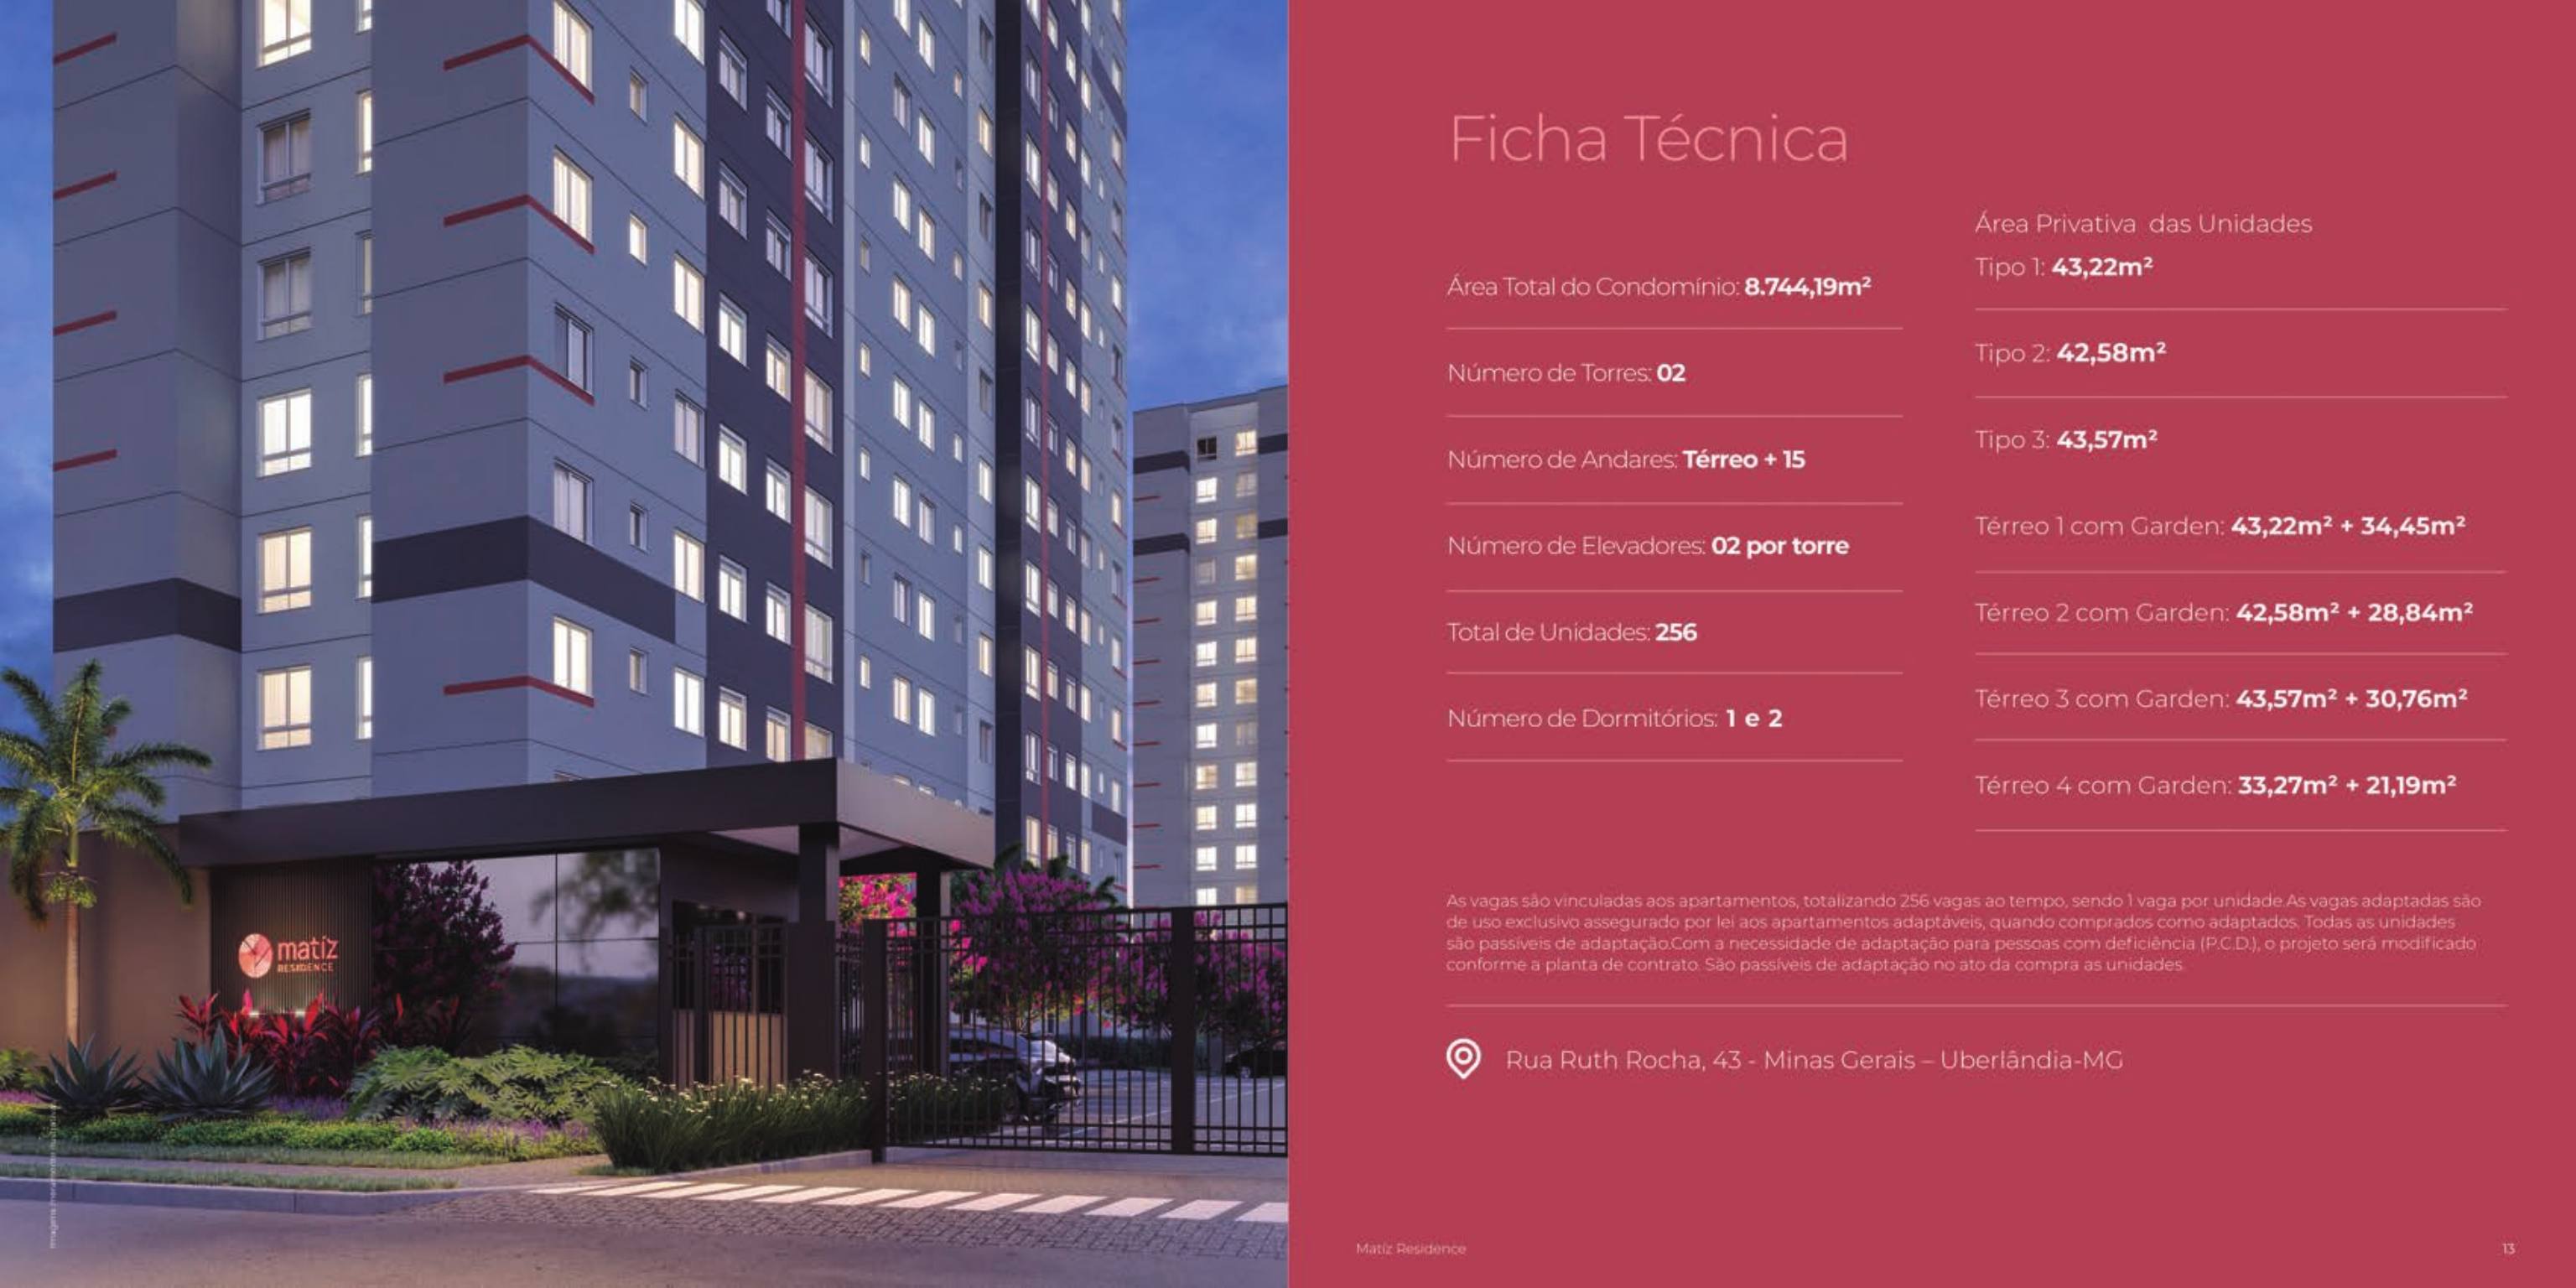 Ficha Técnica
Área Total do Condomínio: 8.744,19m²
Número de Torres: 02
Número de Andares: Térreo + 15
Número de Elevadores: 02 por torre
Total de Unidades: 256
Número de Dormitórios: 1 e 2
Área Privativa das Unidades
Tipo 1: 43,22m²
Tipo 2: 42,58m²
Tipo 3: 43,57m²
Térreo 1 com Garden: 43,22m² + 34,45m²
Térreo 2 com Garden: 42,58m² + 28,84m²
Térreo 3 com Garden: 43,57m² + 30,76m²
Térreo 4 com Garden: 33,27m² + 21,19m²
As vagas são vinculadas aos apartamentos, totalizando 256 vagas ao tempo, sendo 1 vaga por unidade.As vagas adaptadas são
de uso exclusivo assegurado por lei aos apartamentos adaptáveis, quando comprados como adaptados. Todas as unidades
são passíveis de adaptação.Com a necessidade de adaptação para pessoas com deficiência (P.C.D.), o projeto será modificado
conforme a planta de contrato. São passíveis de adaptação no ato da compra as unidades.
Rua Ruth Rocha, 43 - Minas Gerais – Uberlândia-MG
matíz
RESIDENCE
Matíz Residence
13